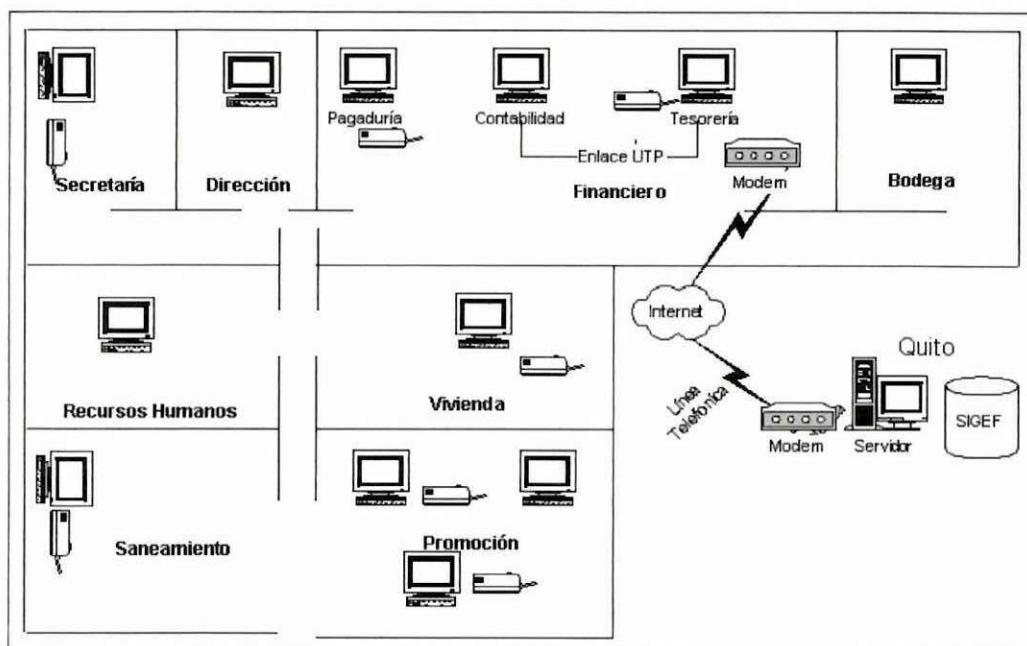 Secretaría
Dirección
Pagaduría
Contabilidad
Tesorería
Enlace UTP
Financiero
Modem
Bodega
Recursos Humanos
Vivienda
Internet
Línea
Telefonica
Quito
Modem
Servidor
SIGEF
Saneamiento
Promoción